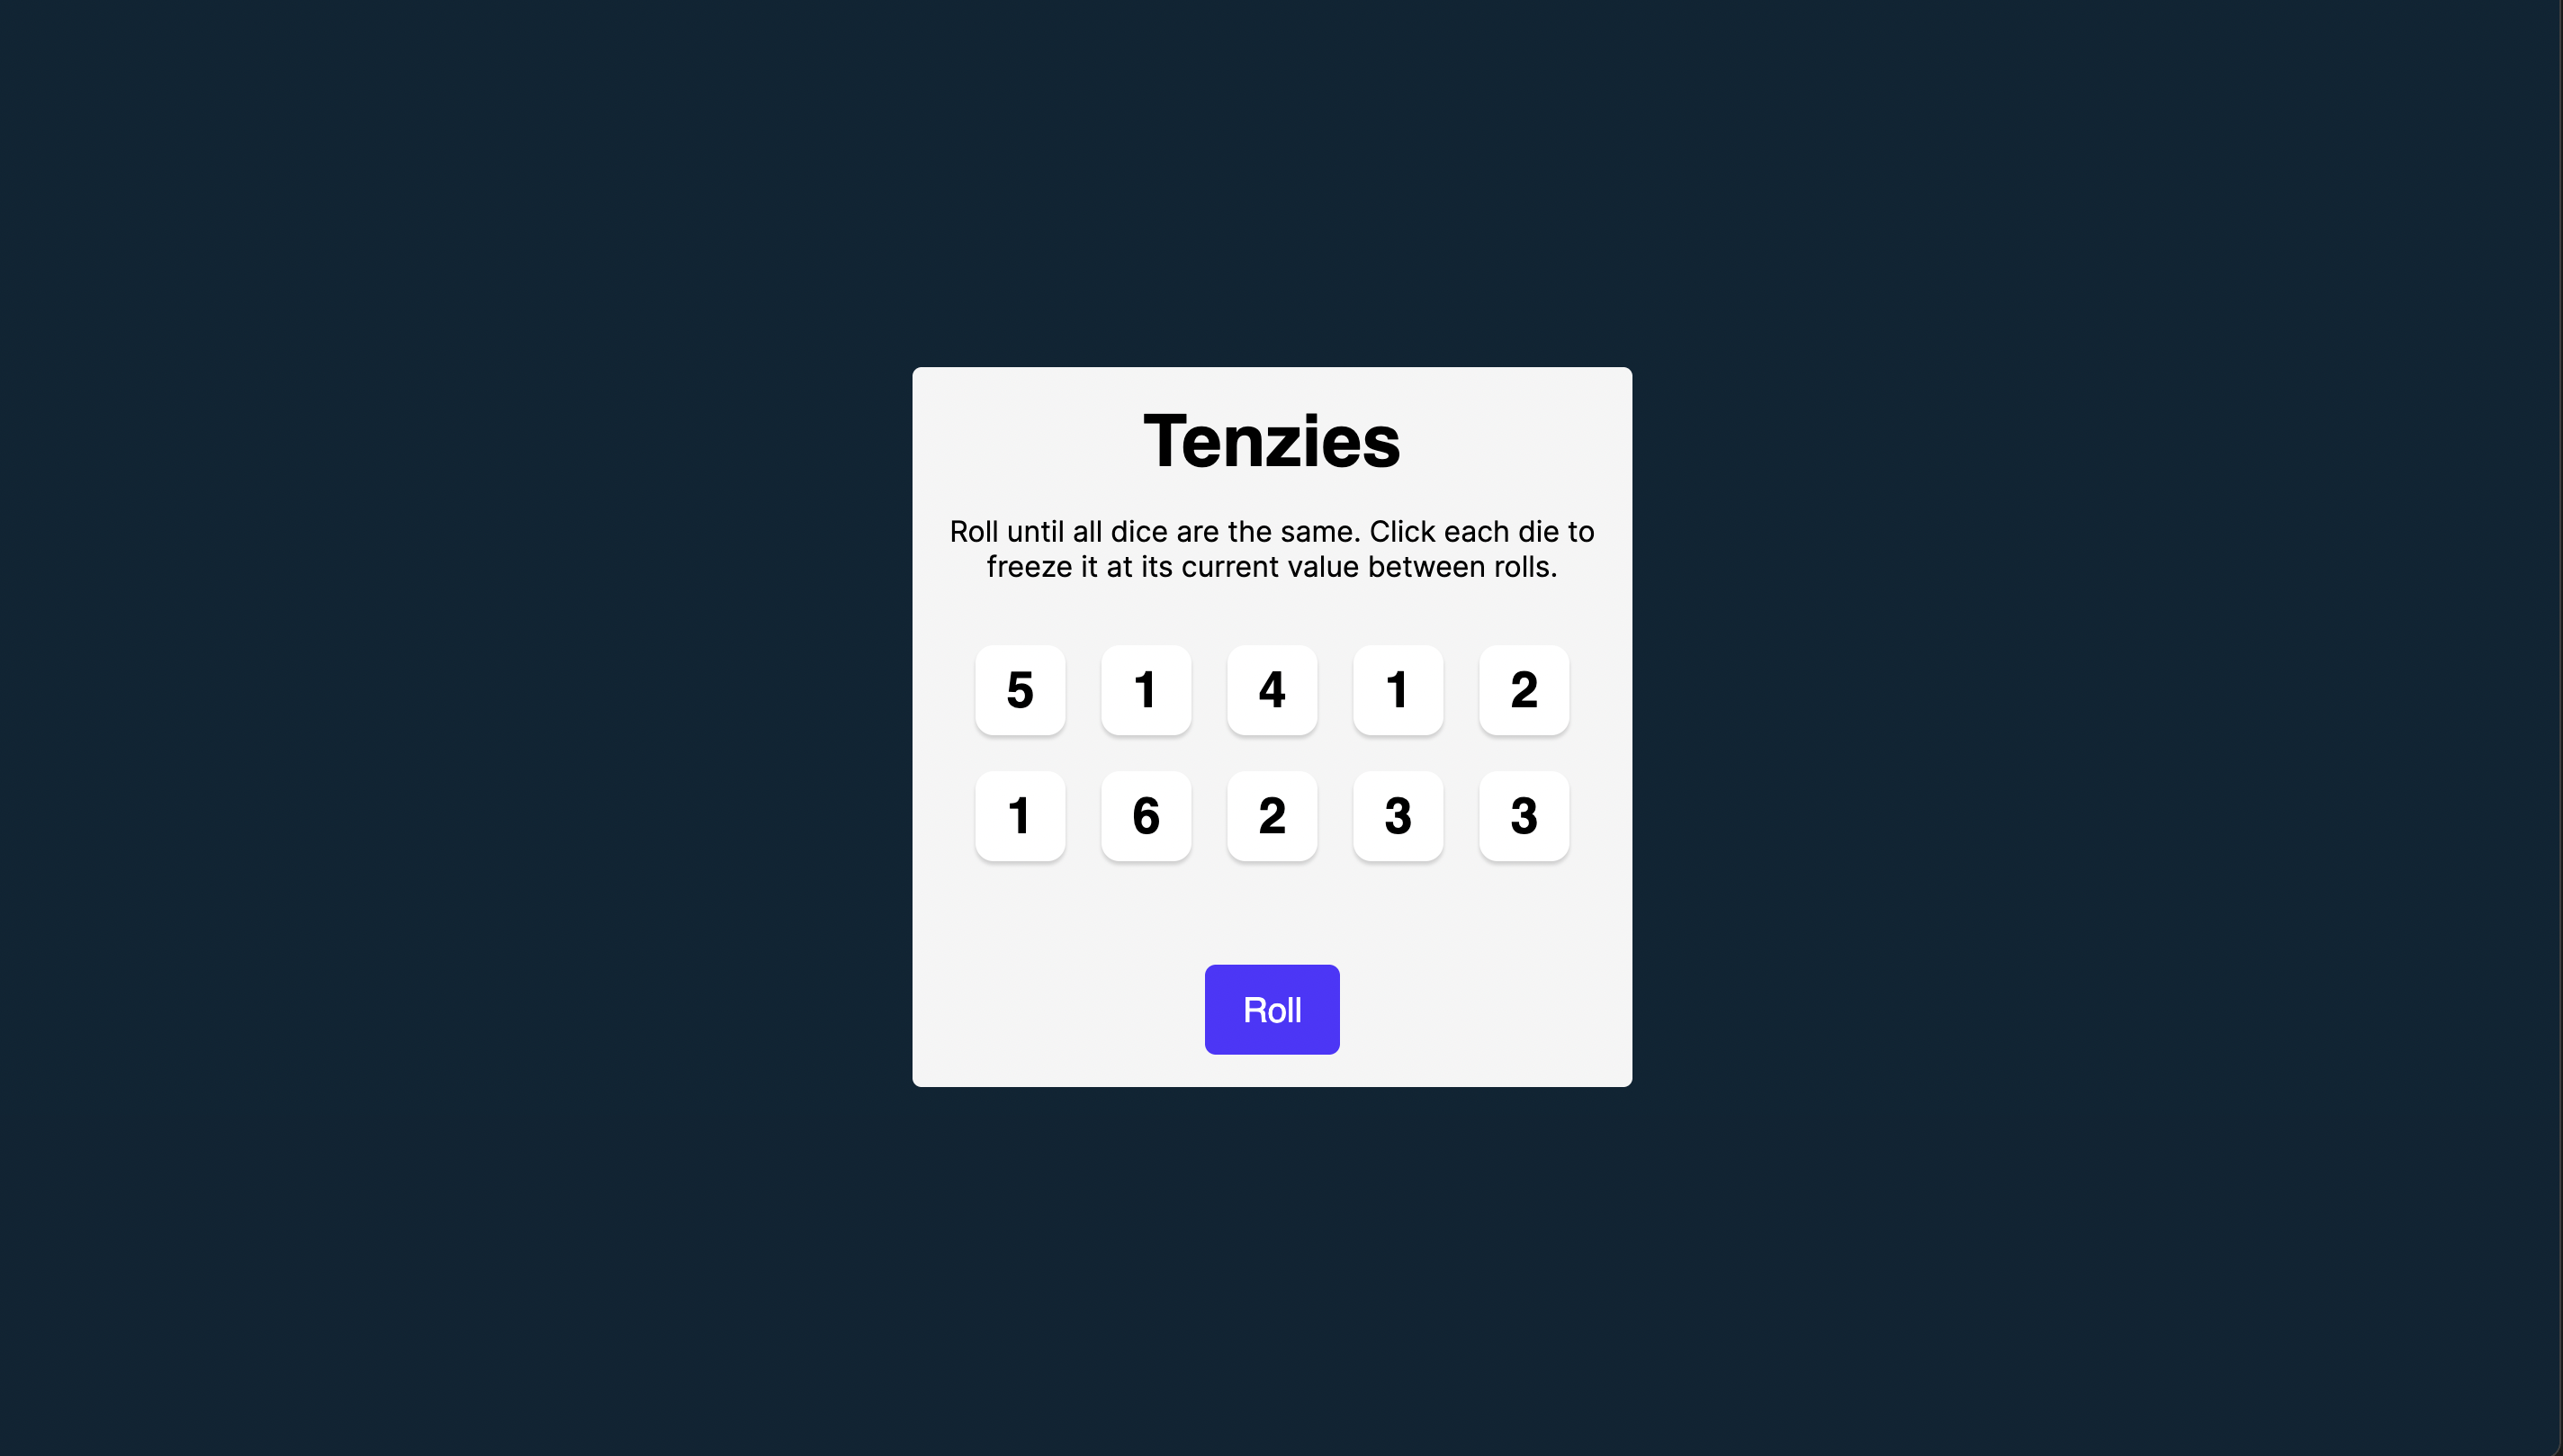 Tenzies
Roll until all dice are the same. Click each die to
freeze it at its current value between rolls.
5 1 4 1 2
1 6 2 3 3
Roll